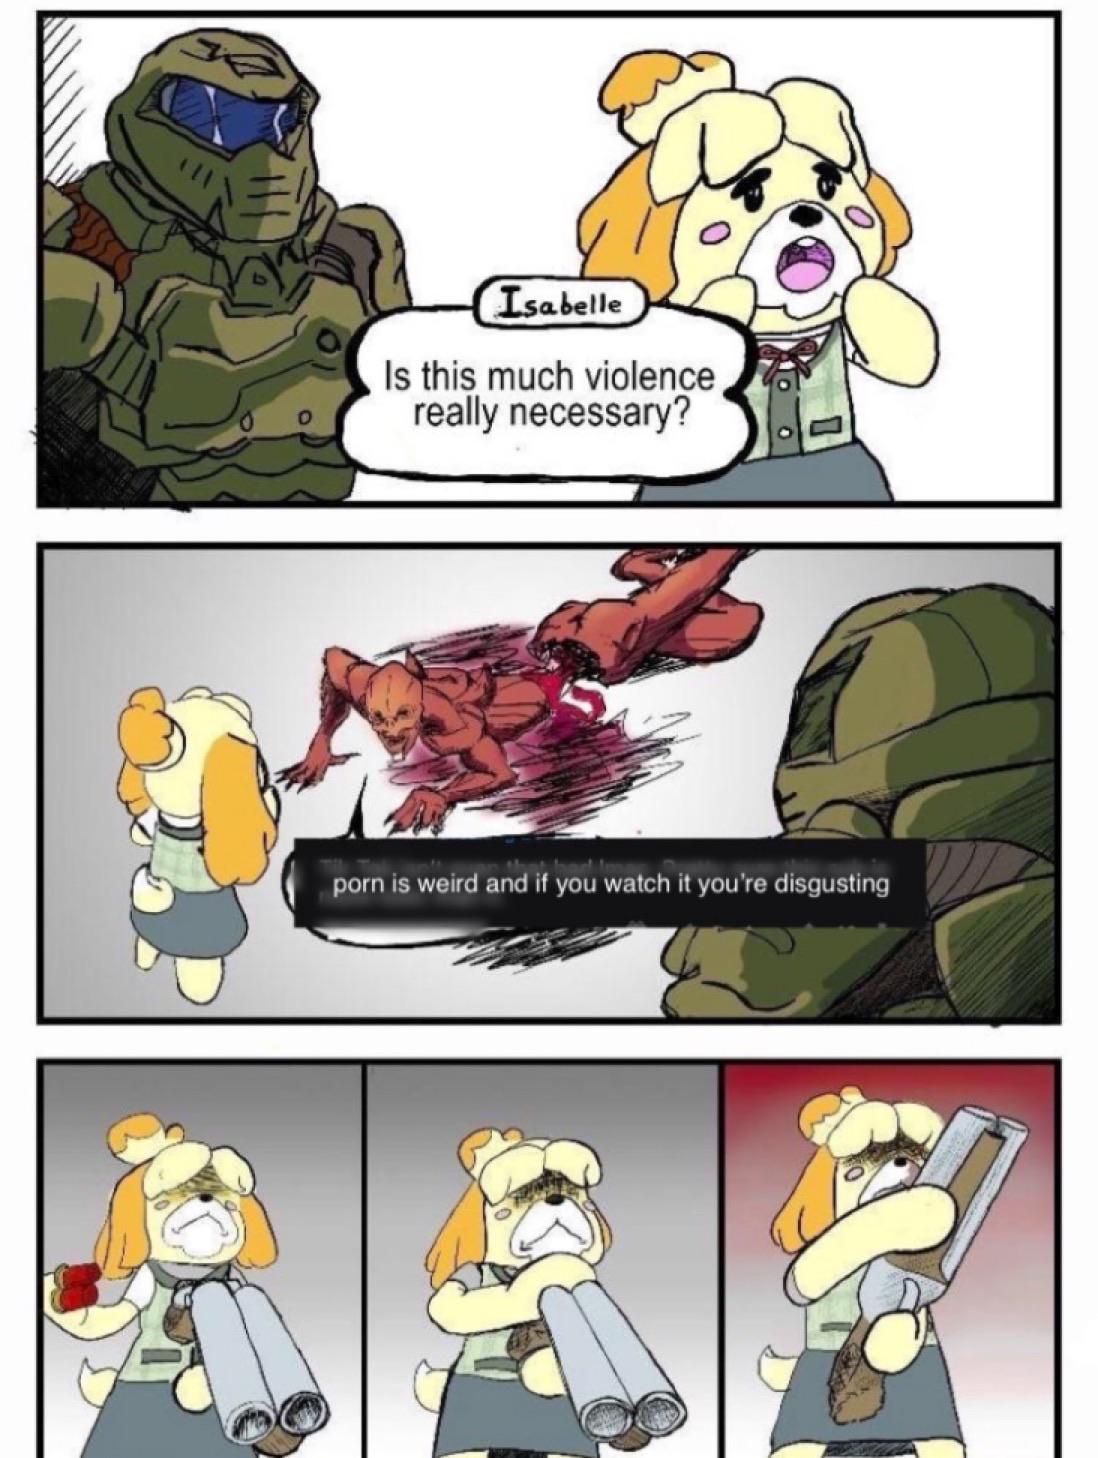 Isabelle
Is this much violence
really necessary?
porn is weird and if you watch it you're disgusting